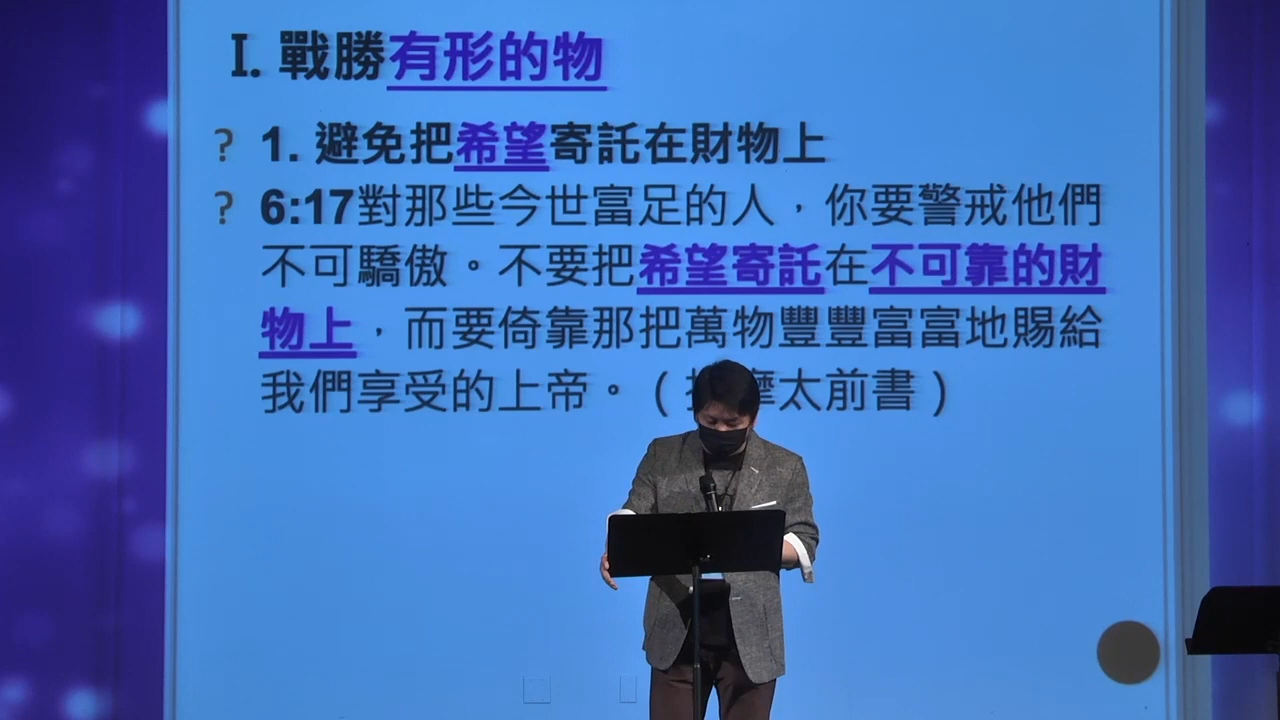 I. 戰勝有形的物
? 1. 避免把希望寄託在財物上
? 6:17對那些今世富足的人，你要警戒他們
不可驕傲。不要把希望寄託在不可靠的財
物上，而要倚靠那把萬物豐豐富富地賜給
我們享受的上帝。（ 太前書）